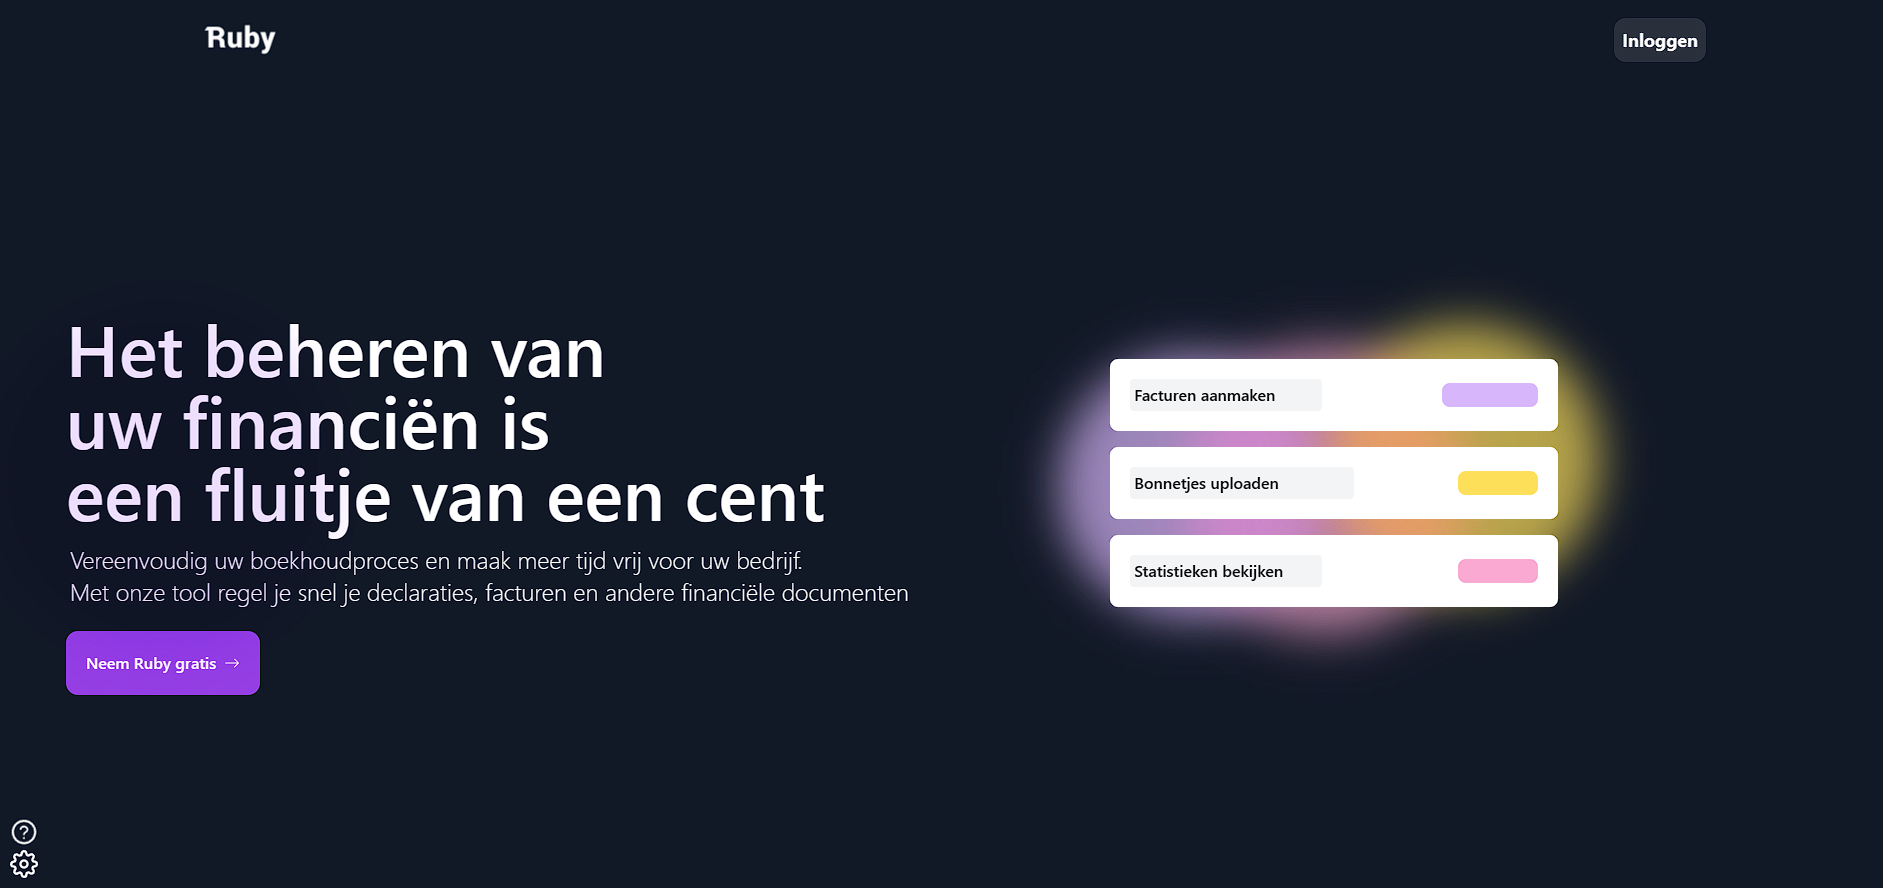 Ruby
Inloggen
Het beheren van
uw financiën is
een fluitje van een cent
Vereenvoudig uw boekhoudproces en maak meer tijd vrij voor uw bedrijf.
Met onze tool regel je snel je declaraties, facturen en andere financiële documenten
Neem Ruby gratis →
Facturen aanmaken
Bonnetjes uploaden
Statistieken bekijken